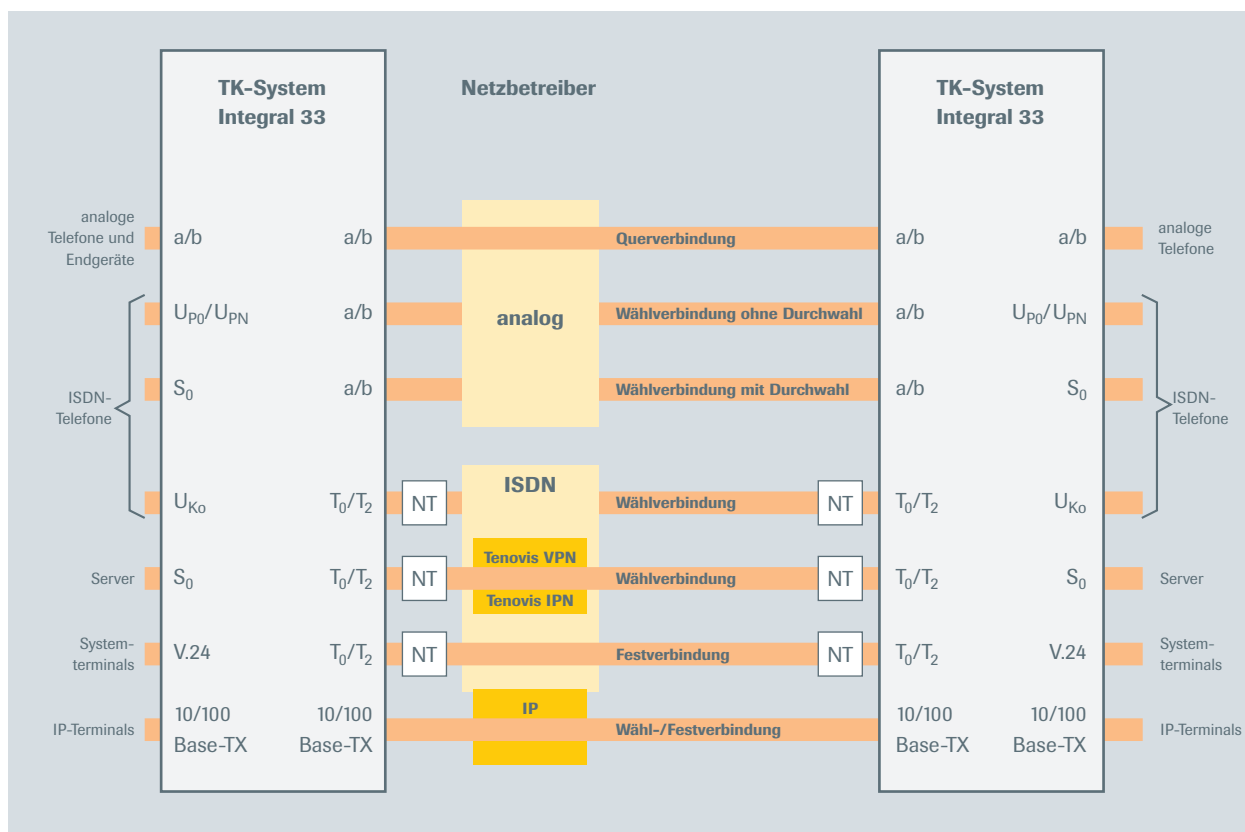 TK-System
Integral 33
Netzbetreiber
TK-System
Integral 33
analoge
Telefone und
Endgeräte
a/b
a/b
Querverbindung
a/b
a/b
analoge
Telefone
UP0/UPN
a/b
analog
Wählverbindung ohne Durchwahl
a/b
UP0/UPN
ISDN-
Telefone
S0
a/b
Wählverbindung mit Durchwahl
a/b
S0
ISDN-
Telefone
ISDN
UKo
T0/T2
NT
Wählverbindung
NT
T0/T2
UKo
Tenovis VPN
Server
S0
T0/T2
NT
Wählverbindung
NT
T0/T2
S0
Server
Tenovis IPN
System-
terminals
V.24
T0/T2
NT
Festverbindung
NT
T0/T2
V.24
System-
terminals
IP
IP-Terminals
10/100
Base-TX
10/100
Base-TX
Wähl-/Festverbindung
10/100
Base-TX
10/100
Base-TX
IP-Terminals